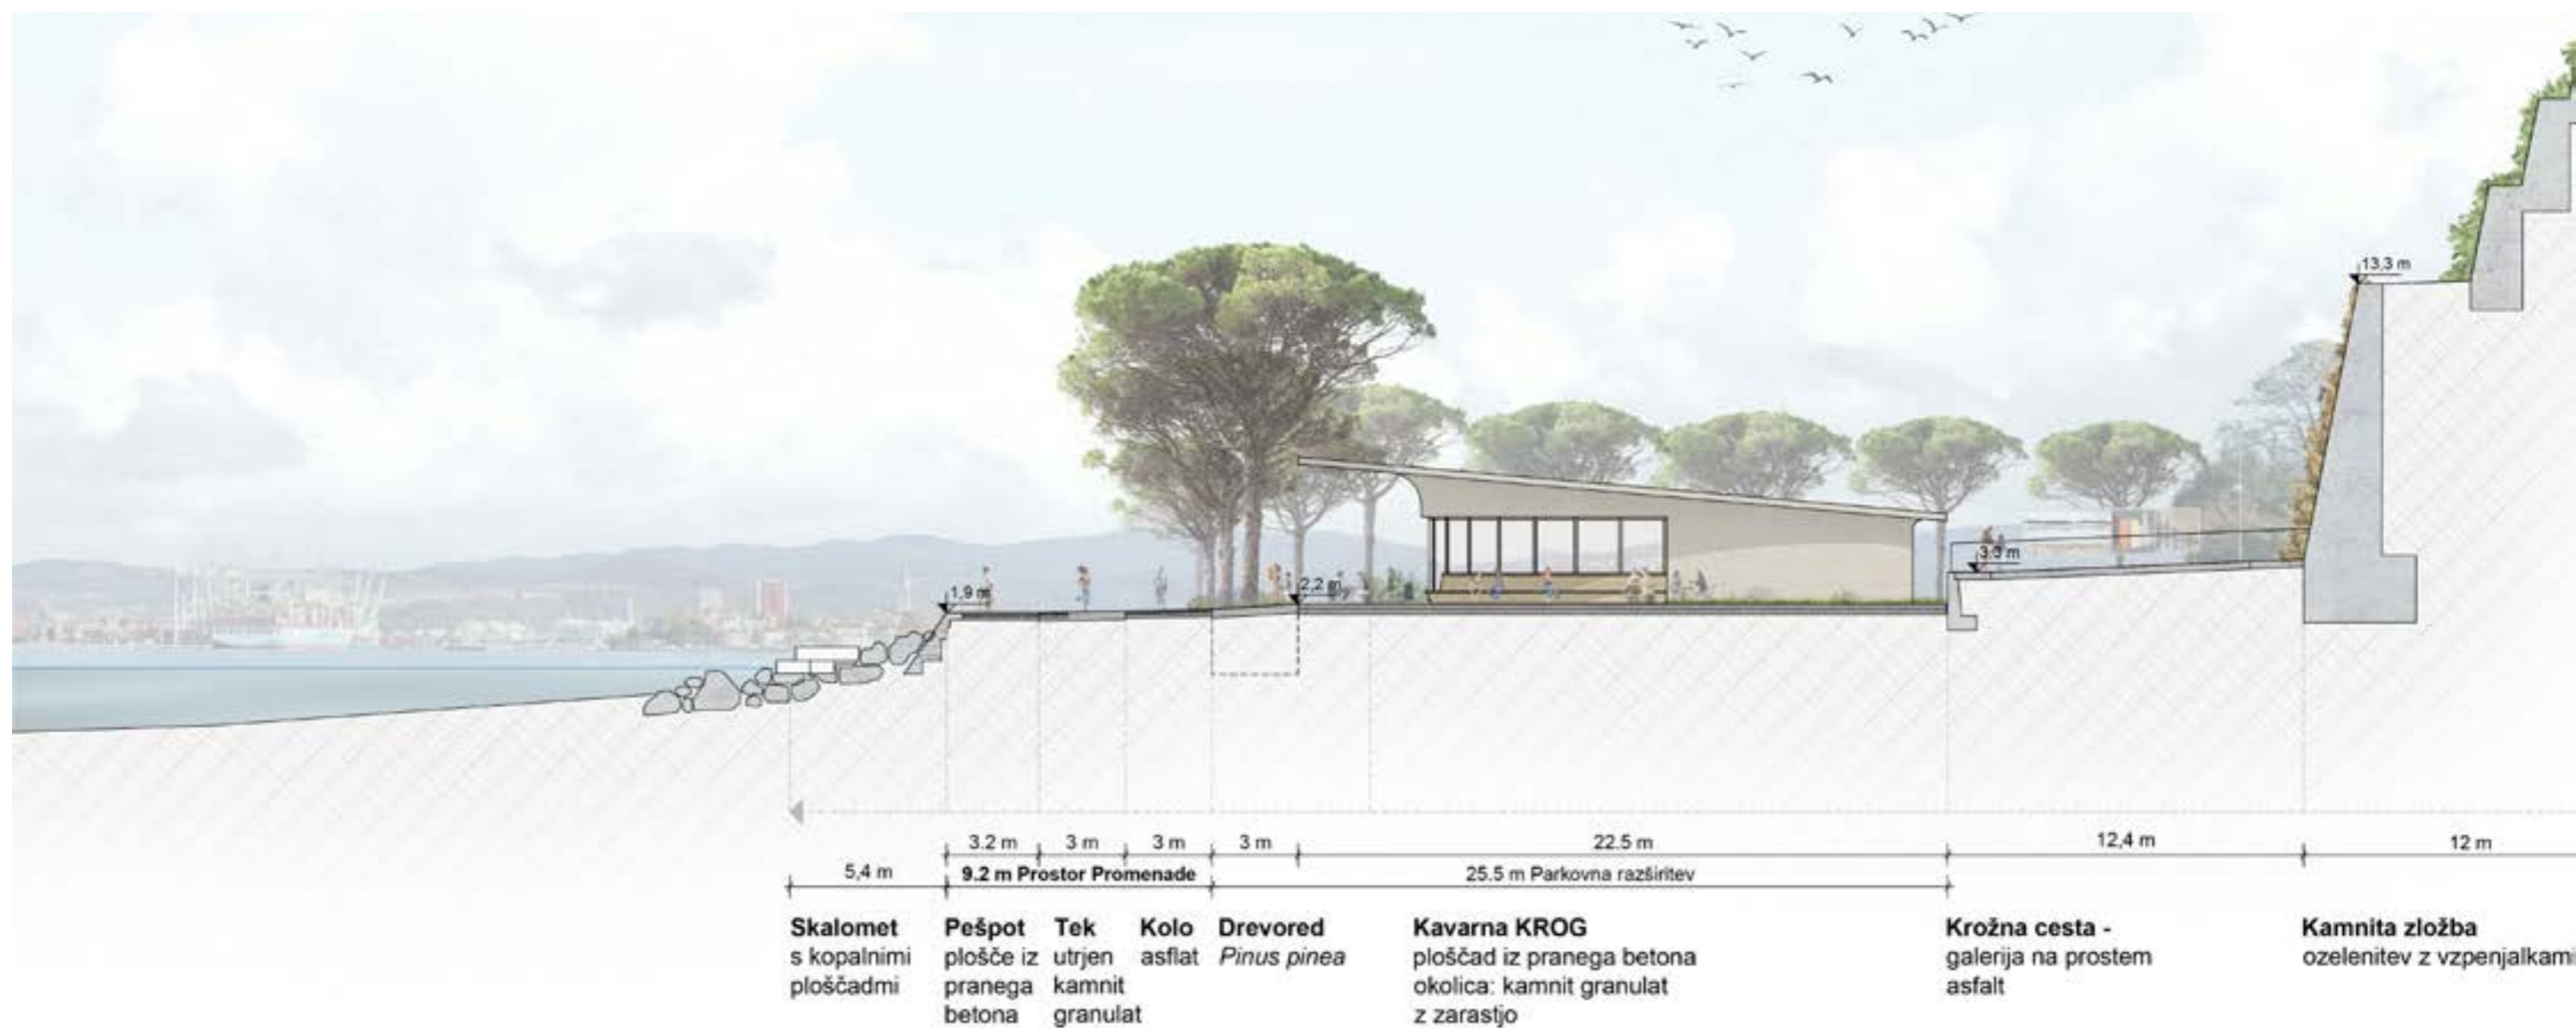 13,3 m
3,3 m
1,9 m
2,2 m
3.2 m 3 m 3 m 3 m 22.5 m 12,4 m 12 m
5,4 m 9.2 m Prostor Promenade 25.5 m Parkovna razširitev
Skalomet
s kopalnimi
ploščadmi
Pešpot
plošče iz
pranega
betona
Tek
utrjen
kamnit
granulat
Kolo
asflat
Drevored
Pinus pinea
Kavarna KROG
ploščad iz pranega betona
okolica: kamnit granulat
z zarastjo
Krožna cesta -
galerija na prostem
asfalt
Kamnita zložba
ozelenitev z vzpenjalkami